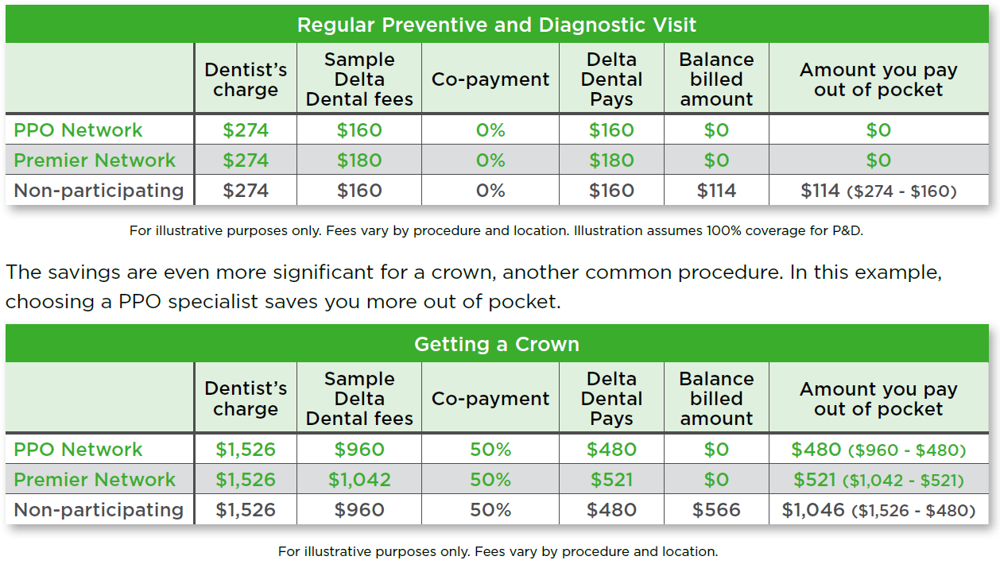 Regular Preventive and Diagnostic Visit
Dentist's charge Sample Delta Dental fees Co-payment Delta Dental Pays Balance billed amount Amount you pay out of pocket
PPO Network $274 $160 0% $160 $0 $0
Premier Network $274 $180 0% $180 $0 $0
Non-participating $274 $160 0% $160 $114 $114 ($274 - $160)
For illustrative purposes only. Fees vary by procedure and location. Illustration assumes 100% coverage for P&D.
The savings are even more significant for a crown, another common procedure. In this example,
choosing a PPO specialist saves you more out of pocket.
Getting a Crown
Dentist's charge Sample Delta Dental fees Co-payment Delta Dental Pays Balance billed amount Amount you pay out of pocket
PPO Network $1,526 $960 50% $480 $0 $480 ($960 - $480)
Premier Network $1,526 $1,042 50% $521 $0 $521 ($1,042 - $521)
Non-participating $1,526 $960 50% $480 $566 $1,046 ($1,526 - $480)
For illustrative purposes only. Fees vary by procedure and location.